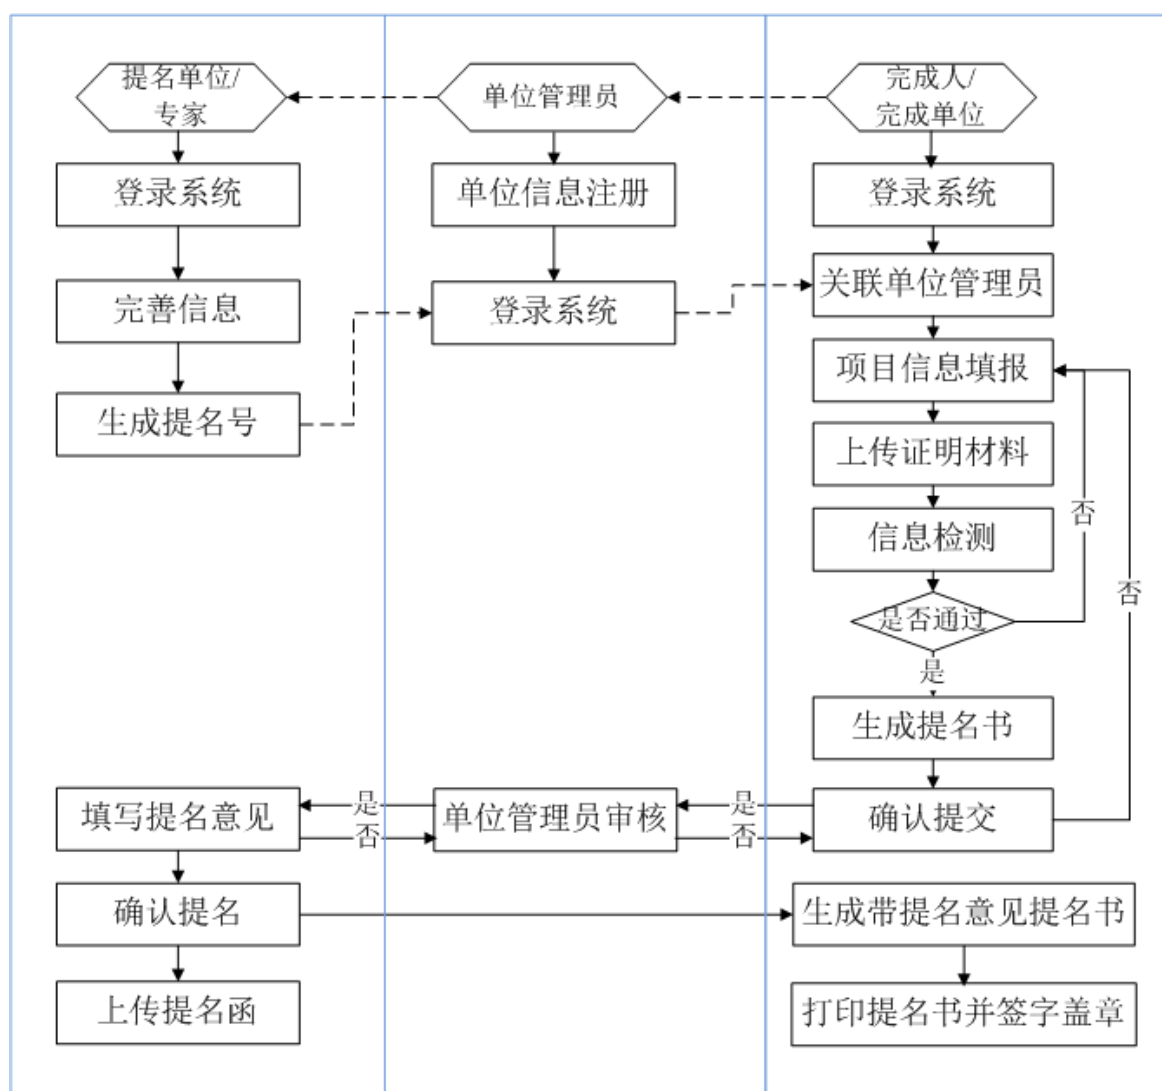 提名单位/
专家
单位管理员
完成人/
完成单位
登录系统
单位信息注册
登录系统
完善信息
登录系统
关联单位管理员
生成提名号
项目信息填报
上传证明材料
信息检测
否
否
是否通过
是
生成提名书
填写提名意见
是
否
单位管理员审核
是
否
确认提交
确认提名
生成带提名意见提名书
上传提名函
打印提名书并签字盖章